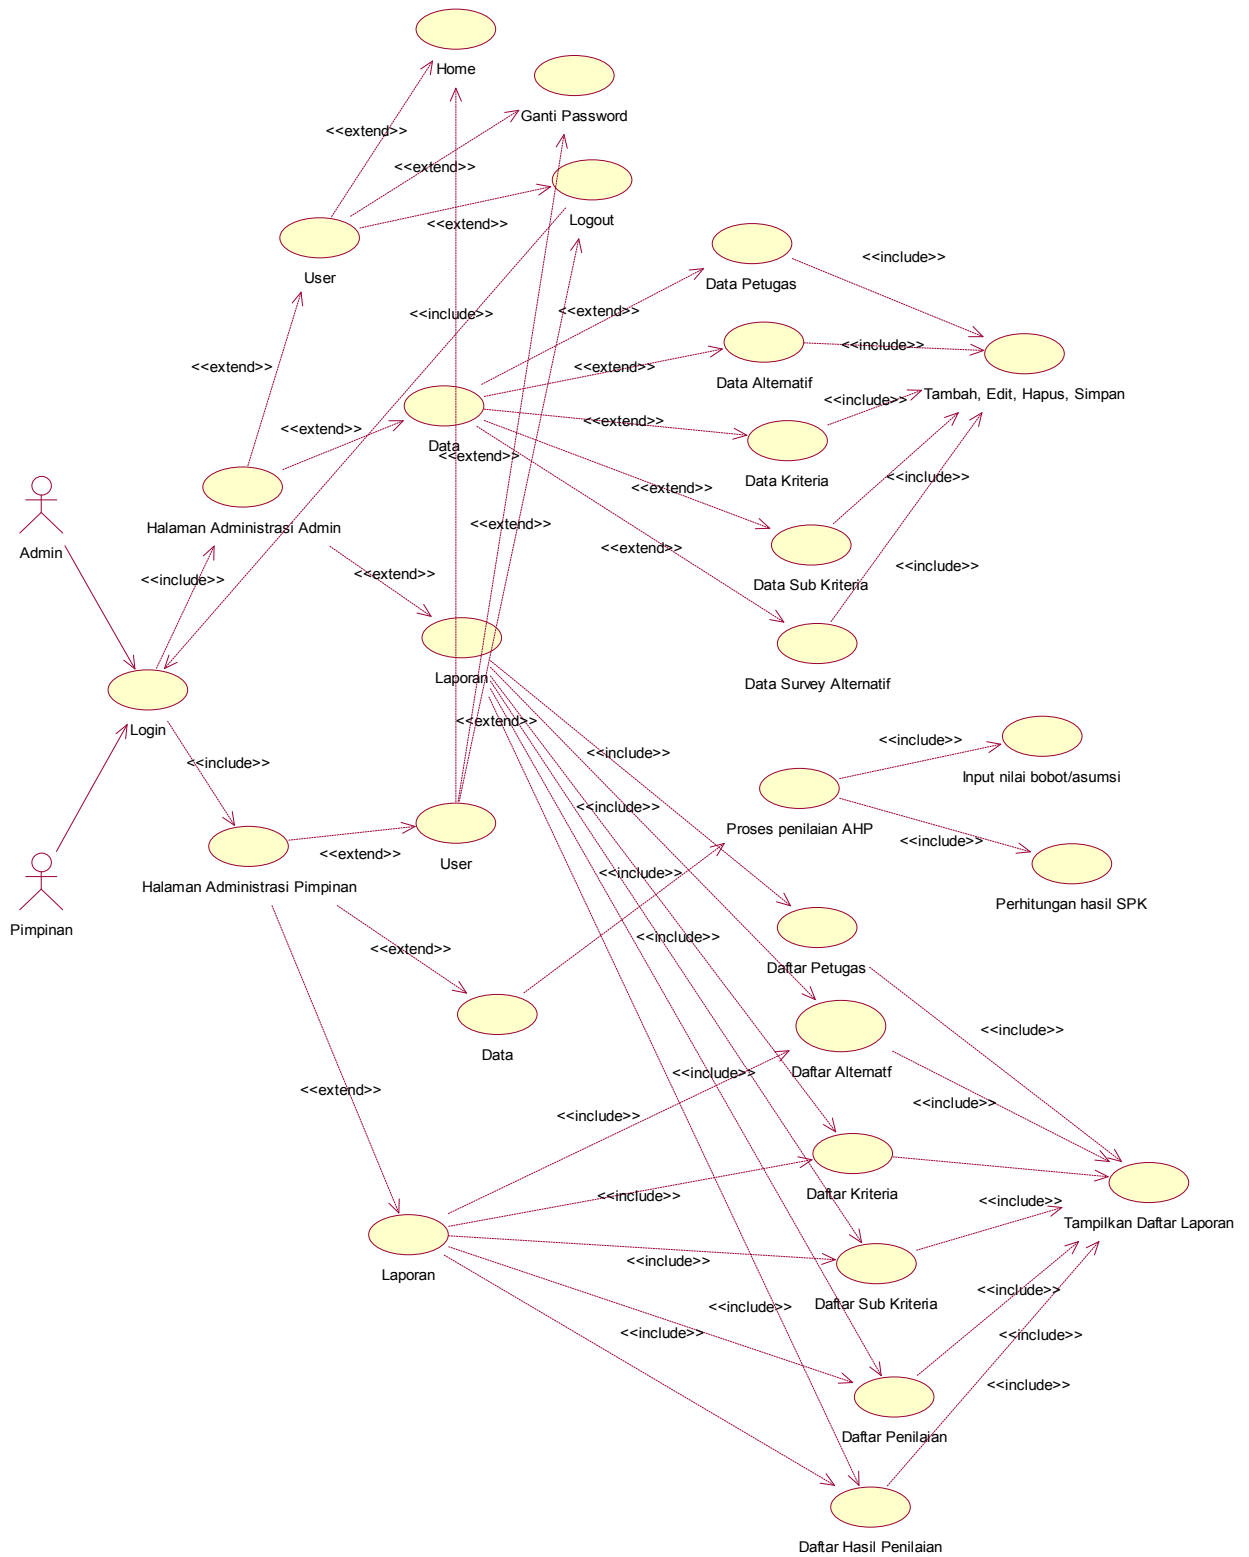 Home
Ganti Password
<<extend>>
<<extend>>
Logout
<<extend>>
User
<<include>>
Data Petugas
<<include>>
<<extend>>
<<extend>>
Data Alternatif
<<include>>
<<extend>>
Tambah, Edit, Hapus, Simpan
<<include>>
<<extend>>
<<extend>>
Data
<<extend>>
Data Kriteria
<<include>>
<<extend>>
Halaman Administrasi Admin
<<extend>>
Admin
<<include>>
<<extend>>
<<extend>>
Data Sub Kriteria
<<include>>
Laporan
Data Survey Alternatif
Login
<<extend>>
<<include>>
<<include>>
<<include>>
Input nilai bobot/asumsi
<<include>>
Proses penilaian AHP
<<include>>
<<extend>>
User
<<include>>
Halaman Administrasi Pimpinan
Perhitungan hasil SPK
Pimpinan
<<extend>>
<<include>>
Daftar Petugas
Data
<<include>>
Daftar Alternatf
<<include>>
<<extend>>
<<include>>
<<include>>
Daftar Kriteria
<<include>>
<<include>>
Tampilkan Daftar Laporan
Laporan
<<include>>
Daftar Sub Kriteria
<<include>>
<<include>>
<<include>>
<<include>>
<<include>>
Daftar Penilaian
Daftar Hasil Penilaian